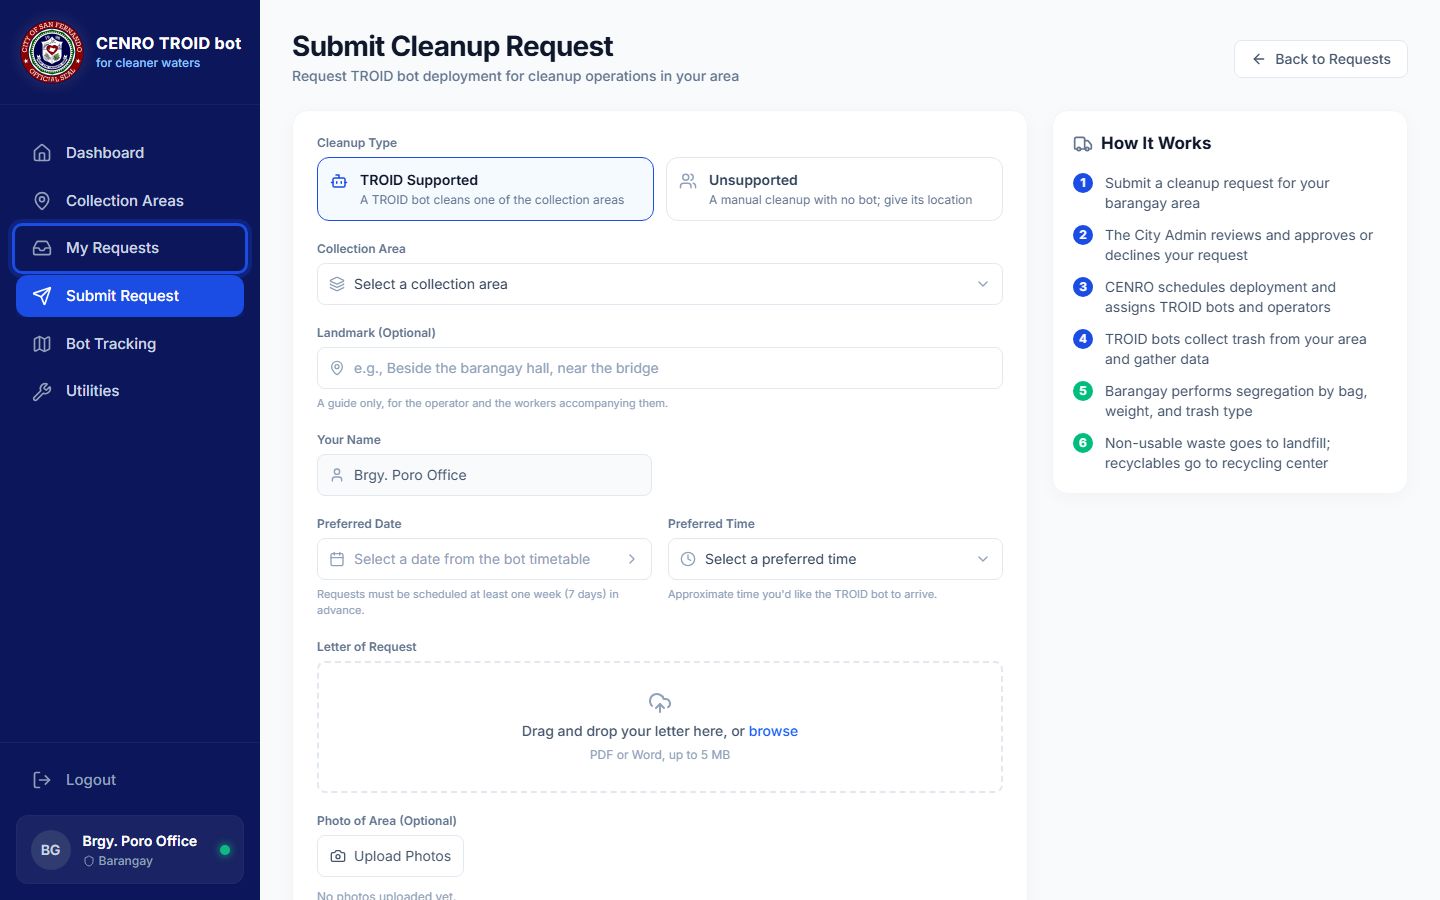 CITY OF SAN FERNANDO
OFFICIAL SEAL
CENRO TROID bot
for cleaner waters
Dashboard
Collection Areas
My Requests
Submit Request
Bot Tracking
Utilities
Logout
BG
Brgy. Poro Office
Barangay
Submit Cleanup Request
Request TROID bot deployment for cleanup operations in your area
Back to Requests
Cleanup Type
TROID Supported
A TROID bot cleans one of the collection areas
Unsupported
A manual cleanup with no bot; give its location
Collection Area
Select a collection area
Landmark (Optional)
e.g., Beside the barangay hall, near the bridge
A guide only, for the operator and the workers accompanying them.
Your Name
Brgy. Poro Office
Preferred Date
Select a date from the bot timetable
Requests must be scheduled at least one week (7 days) in
advance.
Preferred Time
Select a preferred time
Approximate time you'd like the TROID bot to arrive.
Letter of Request
Drag and drop your letter here, or browse
PDF or Word, up to 5 MB
Photo of Area (Optional)
Upload Photos
No photos uploaded yet.
How It Works
1 Submit a cleanup request for your
barangay area
2 The City Admin reviews and approves or
declines your request
3 CENRO schedules deployment and
assigns TROID bots and operators
4 TROID bots collect trash from your area
and gather data
5 Barangay performs segregation by bag,
weight, and trash type
6 Non-usable waste goes to landfill;
recyclables go to recycling center